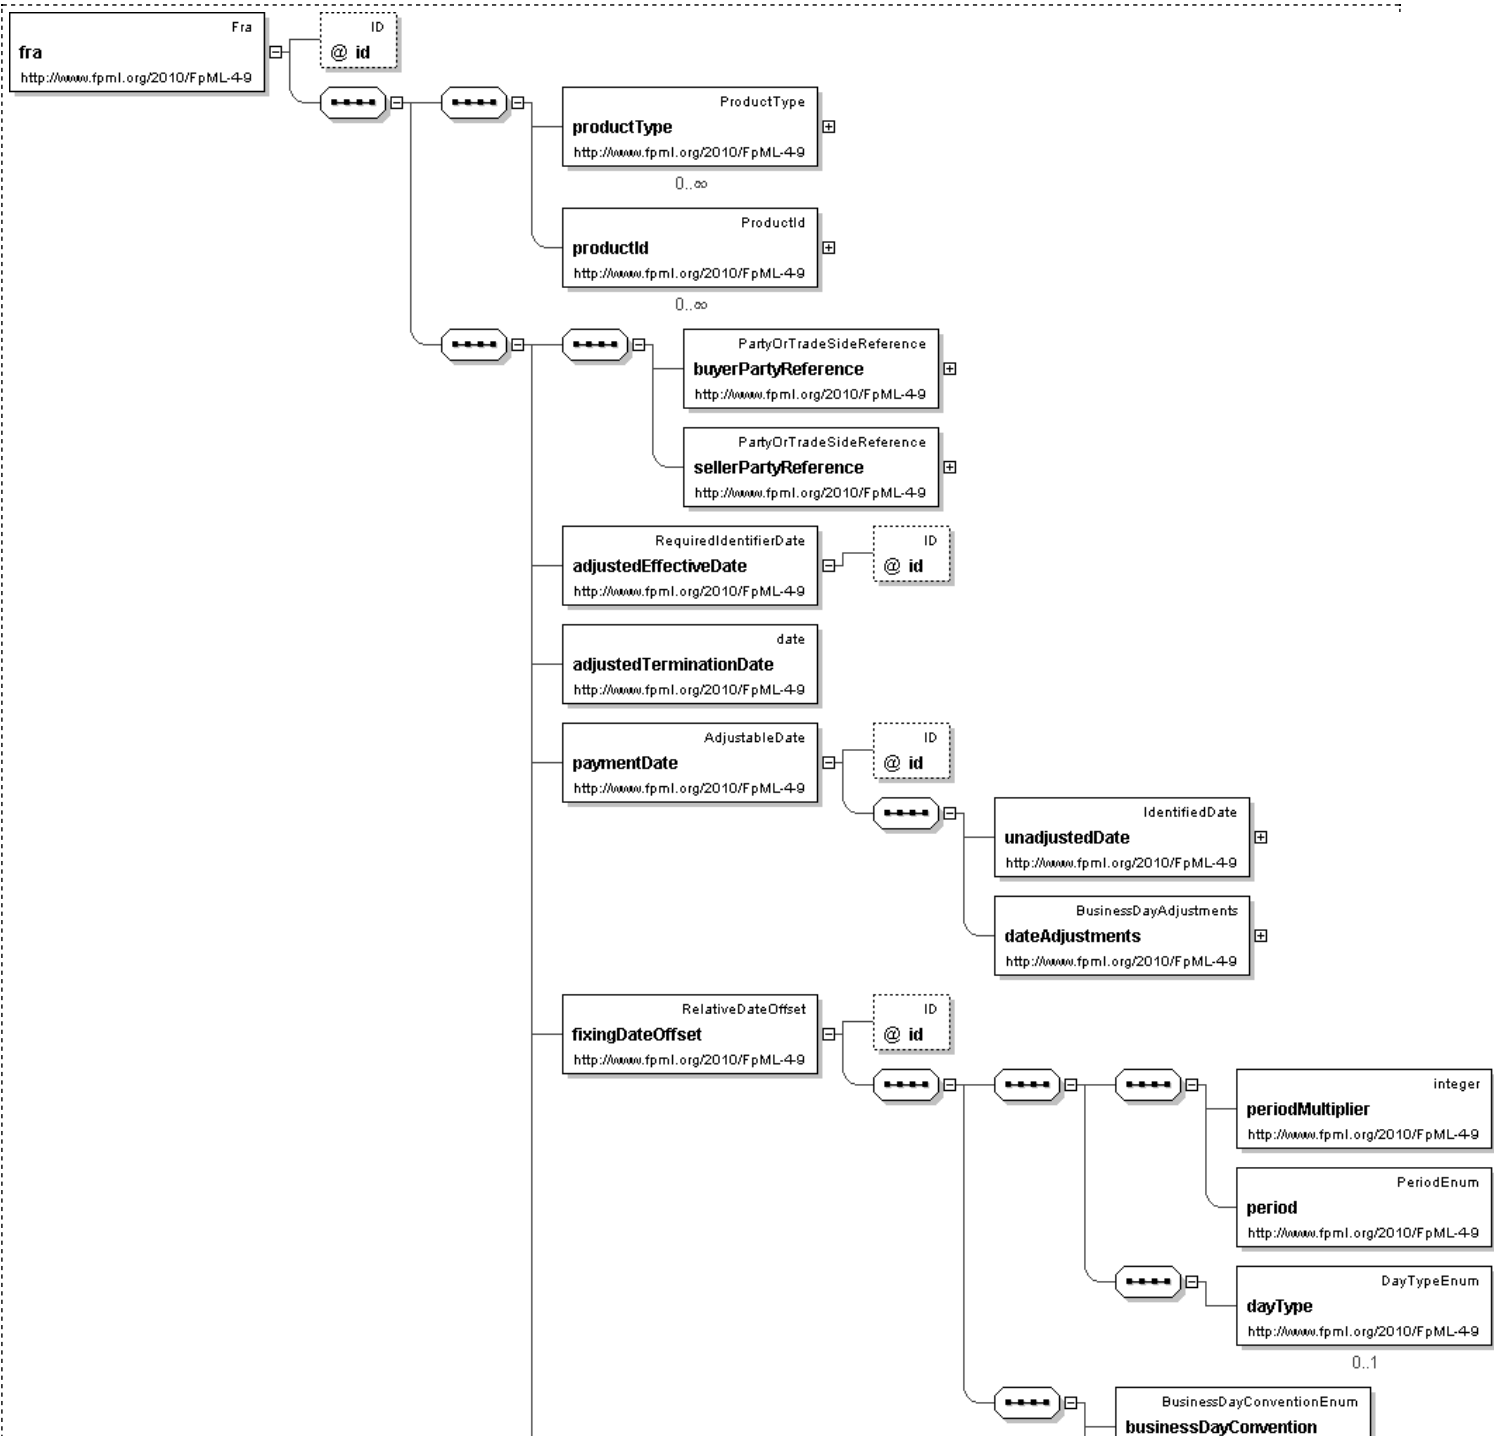 Fra
fra
http://www.fpml.org/2010/FpML-4-9
ID
@ id
ProductType
productType
http://www.fpml.org/2010/FpML-4-9
0..∞
ProductId
productId
http://www.fpml.org/2010/FpML-4-9
0..∞
PartyOrTradeSideReference
buyerPartyReference
http://www.fpml.org/2010/FpML-4-9
PartyOrTradeSideReference
sellerPartyReference
http://www.fpml.org/2010/FpML-4-9
RequiredIdentifierDate
adjustedEffectiveDate
http://www.fpml.org/2010/FpML-4-9
ID
@ id
date
adjustedTerminationDate
http://www.fpml.org/2010/FpML-4-9
AdjustableDate
paymentDate
http://www.fpml.org/2010/FpML-4-9
ID
@ id
IdentifiedDate
unadjustedDate
http://www.fpml.org/2010/FpML-4-9
BusinessDayAdjustments
dateAdjustments
http://www.fpml.org/2010/FpML-4-9
RelativeDateOffset
fixingDateOffset
http://www.fpml.org/2010/FpML-4-9
ID
@ id
integer
periodMultiplier
http://www.fpml.org/2010/FpML-4-9
PeriodEnum
period
http://www.fpml.org/2010/FpML-4-9
DayTypeEnum
dayType
http://www.fpml.org/2010/FpML-4-9
0..1
BusinessDayConventionEnum
businessDayConvention